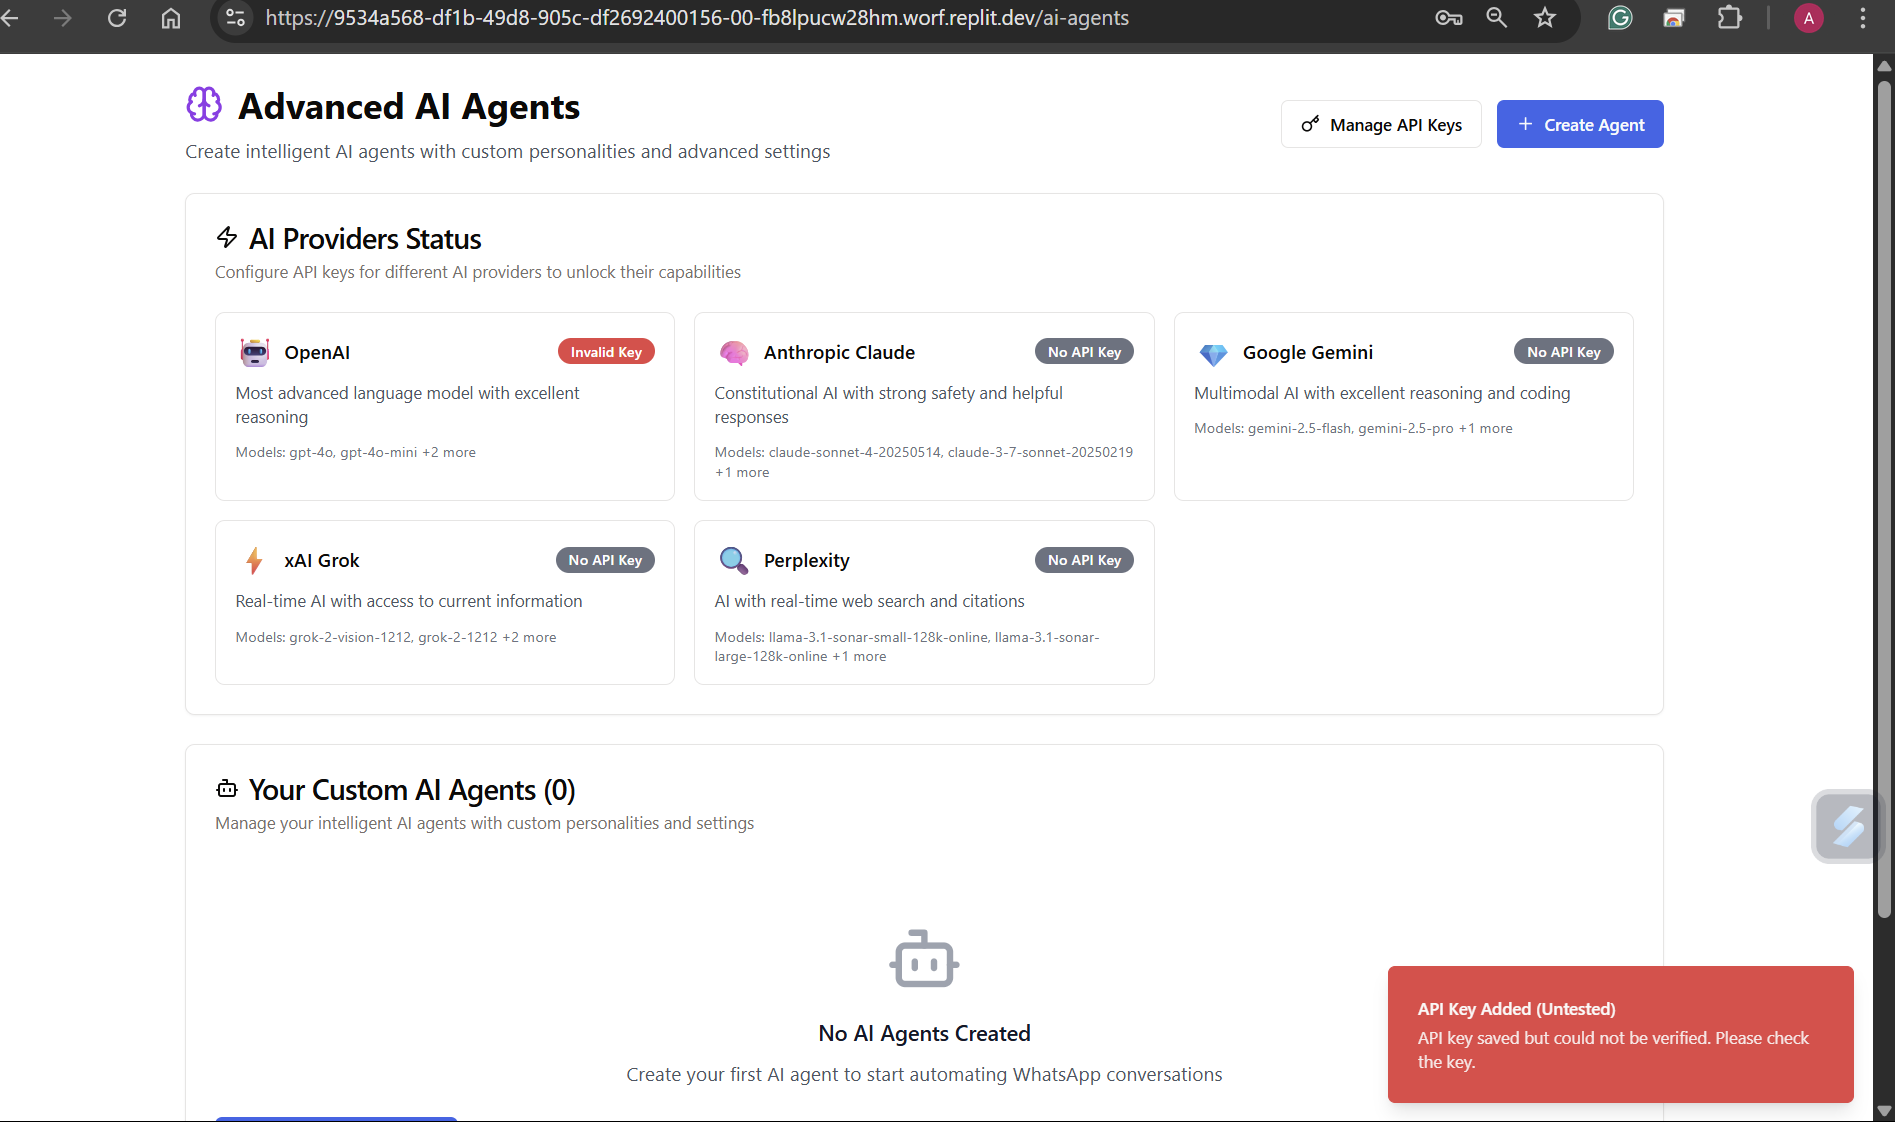 https://9534a568-df1b-49d8-905c-df2692400156-00-fb8lpucw28hm.worf.replit.dev/ai-agents
A
Advanced AI Agents
Create intelligent AI agents with custom personalities and advanced settings
Manage API Keys
+ Create Agent
AI Providers Status
Configure API keys for different AI providers to unlock their capabilities
OpenAI
Invalid Key
Most advanced language model with excellent
reasoning
Models: gpt-4o, gpt-4o-mini +2 more
Anthropic Claude
No API Key
Constitutional AI with strong safety and helpful
responses
Models: claude-sonnet-4-20250514, claude-3-7-sonnet-20250219
+1 more
Google Gemini
No API Key
Multimodal AI with excellent reasoning and coding
Models: gemini-2.5-flash, gemini-2.5-pro +1 more
xAI Grok
No API Key
Real-time AI with access to current information
Models: grok-2-vision-1212, grok-2-1212 +2 more
Perplexity
No API Key
AI with real-time web search and citations
Models: llama-3.1-sonar-small-128k-online, llama-3.1-sonar-
large-128k-online +1 more
Your Custom AI Agents (0)
Manage your intelligent AI agents with custom personalities and settings
No AI Agents Created
Create your first AI agent to start automating WhatsApp conversations
API Key Added (Untested)
API key saved but could not be verified. Please check
the key.